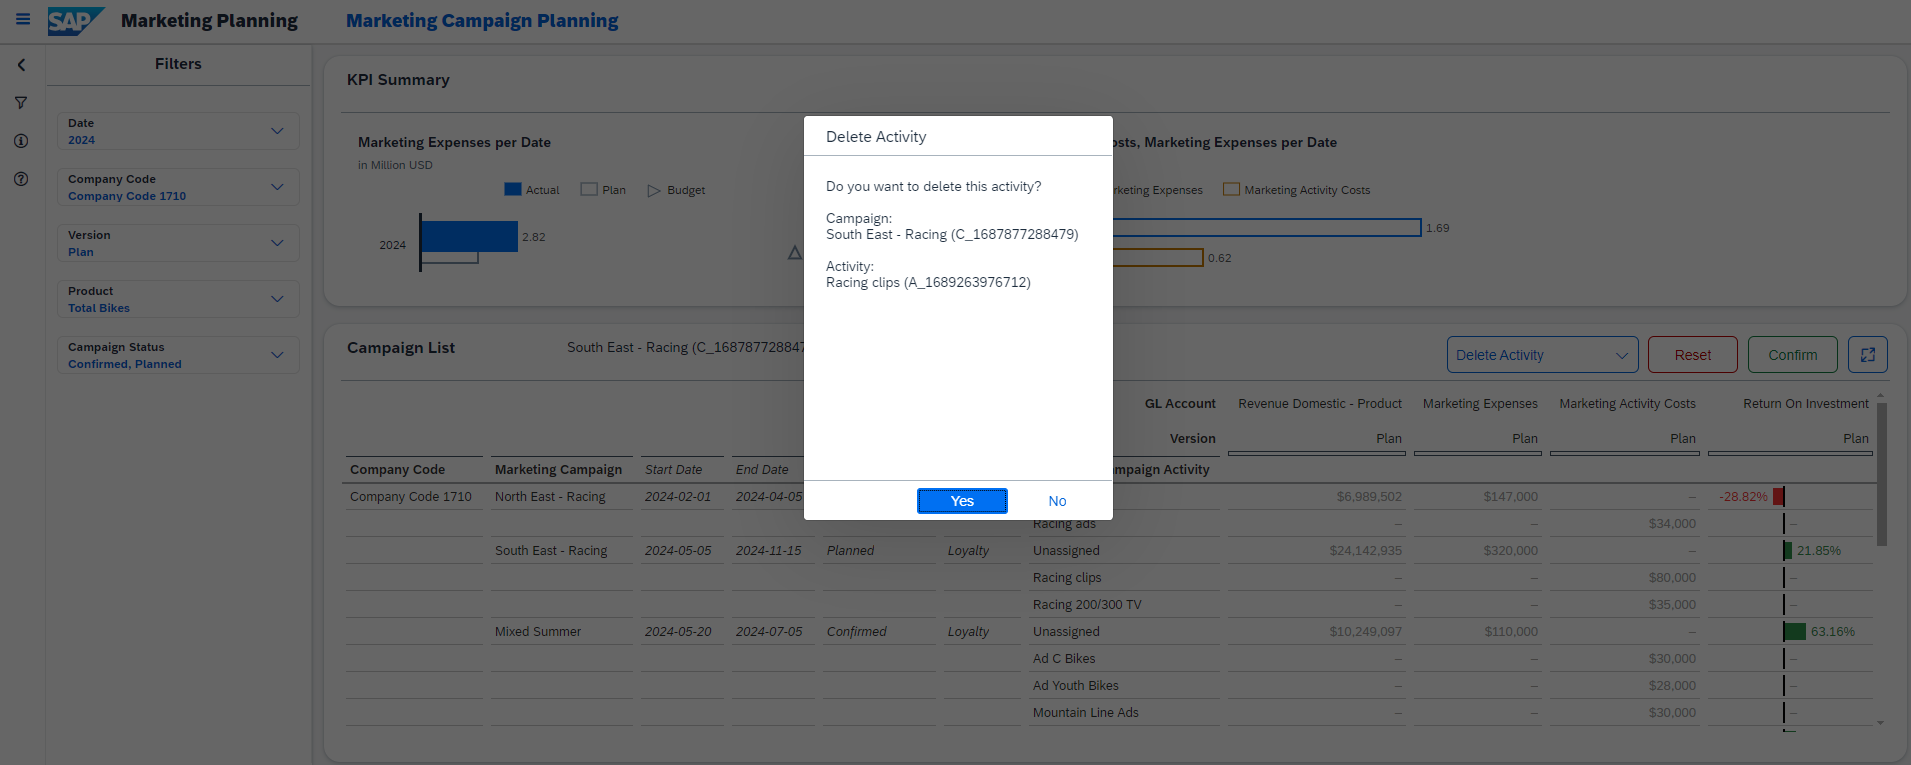 SAP Marketing Planning Marketing Campaign Planning
Filters
Date
2024
Company Code
Company Code 1710
Version
Plan
Product
Total Bikes
Campaign Status
Confirmed, Planned
KPI Summary
Marketing Expenses per Date
in Million USD
Actual Plan Budget
2024 2.82
Costs, Marketing Expenses per Date
Marketing Expenses Marketing Activity Costs
1.69
0.62
Delete Activity
Do you want to delete this activity?
Campaign:
South East - Racing (C_1687877288479)
Activity:
Racing clips (A_1689263976712)
Yes No
Campaign List South East - Racing (C_168787728847 Delete Activity Reset Confirm
GL Account Revenue Domestic - Product Marketing Expenses Marketing Activity Costs Return On Investment
Version Plan Plan Plan Plan
Company Code Marketing Campaign Start Date End Date Campaign Activity
Company Code 1710 North East - Racing 2024-02-01 2024-04-05 $6,989,502 $147,000 – -28.82%
Racing ads – – $34,000 –
South East - Racing 2024-05-05 2024-11-15 Planned Loyalty Unassigned $24,142,935 $320,000 – 21.85%
Racing clips – – $80,000 –
Racing 200/300 TV – – $35,000 –
Mixed Summer 2024-05-20 2024-07-05 Confirmed Loyalty Unassigned $10,249,097 $110,000 – 63.16%
Ad C Bikes – – $30,000 –
Ad Youth Bikes – – $28,000 –
Mountain Line Ads – – $30,000 –